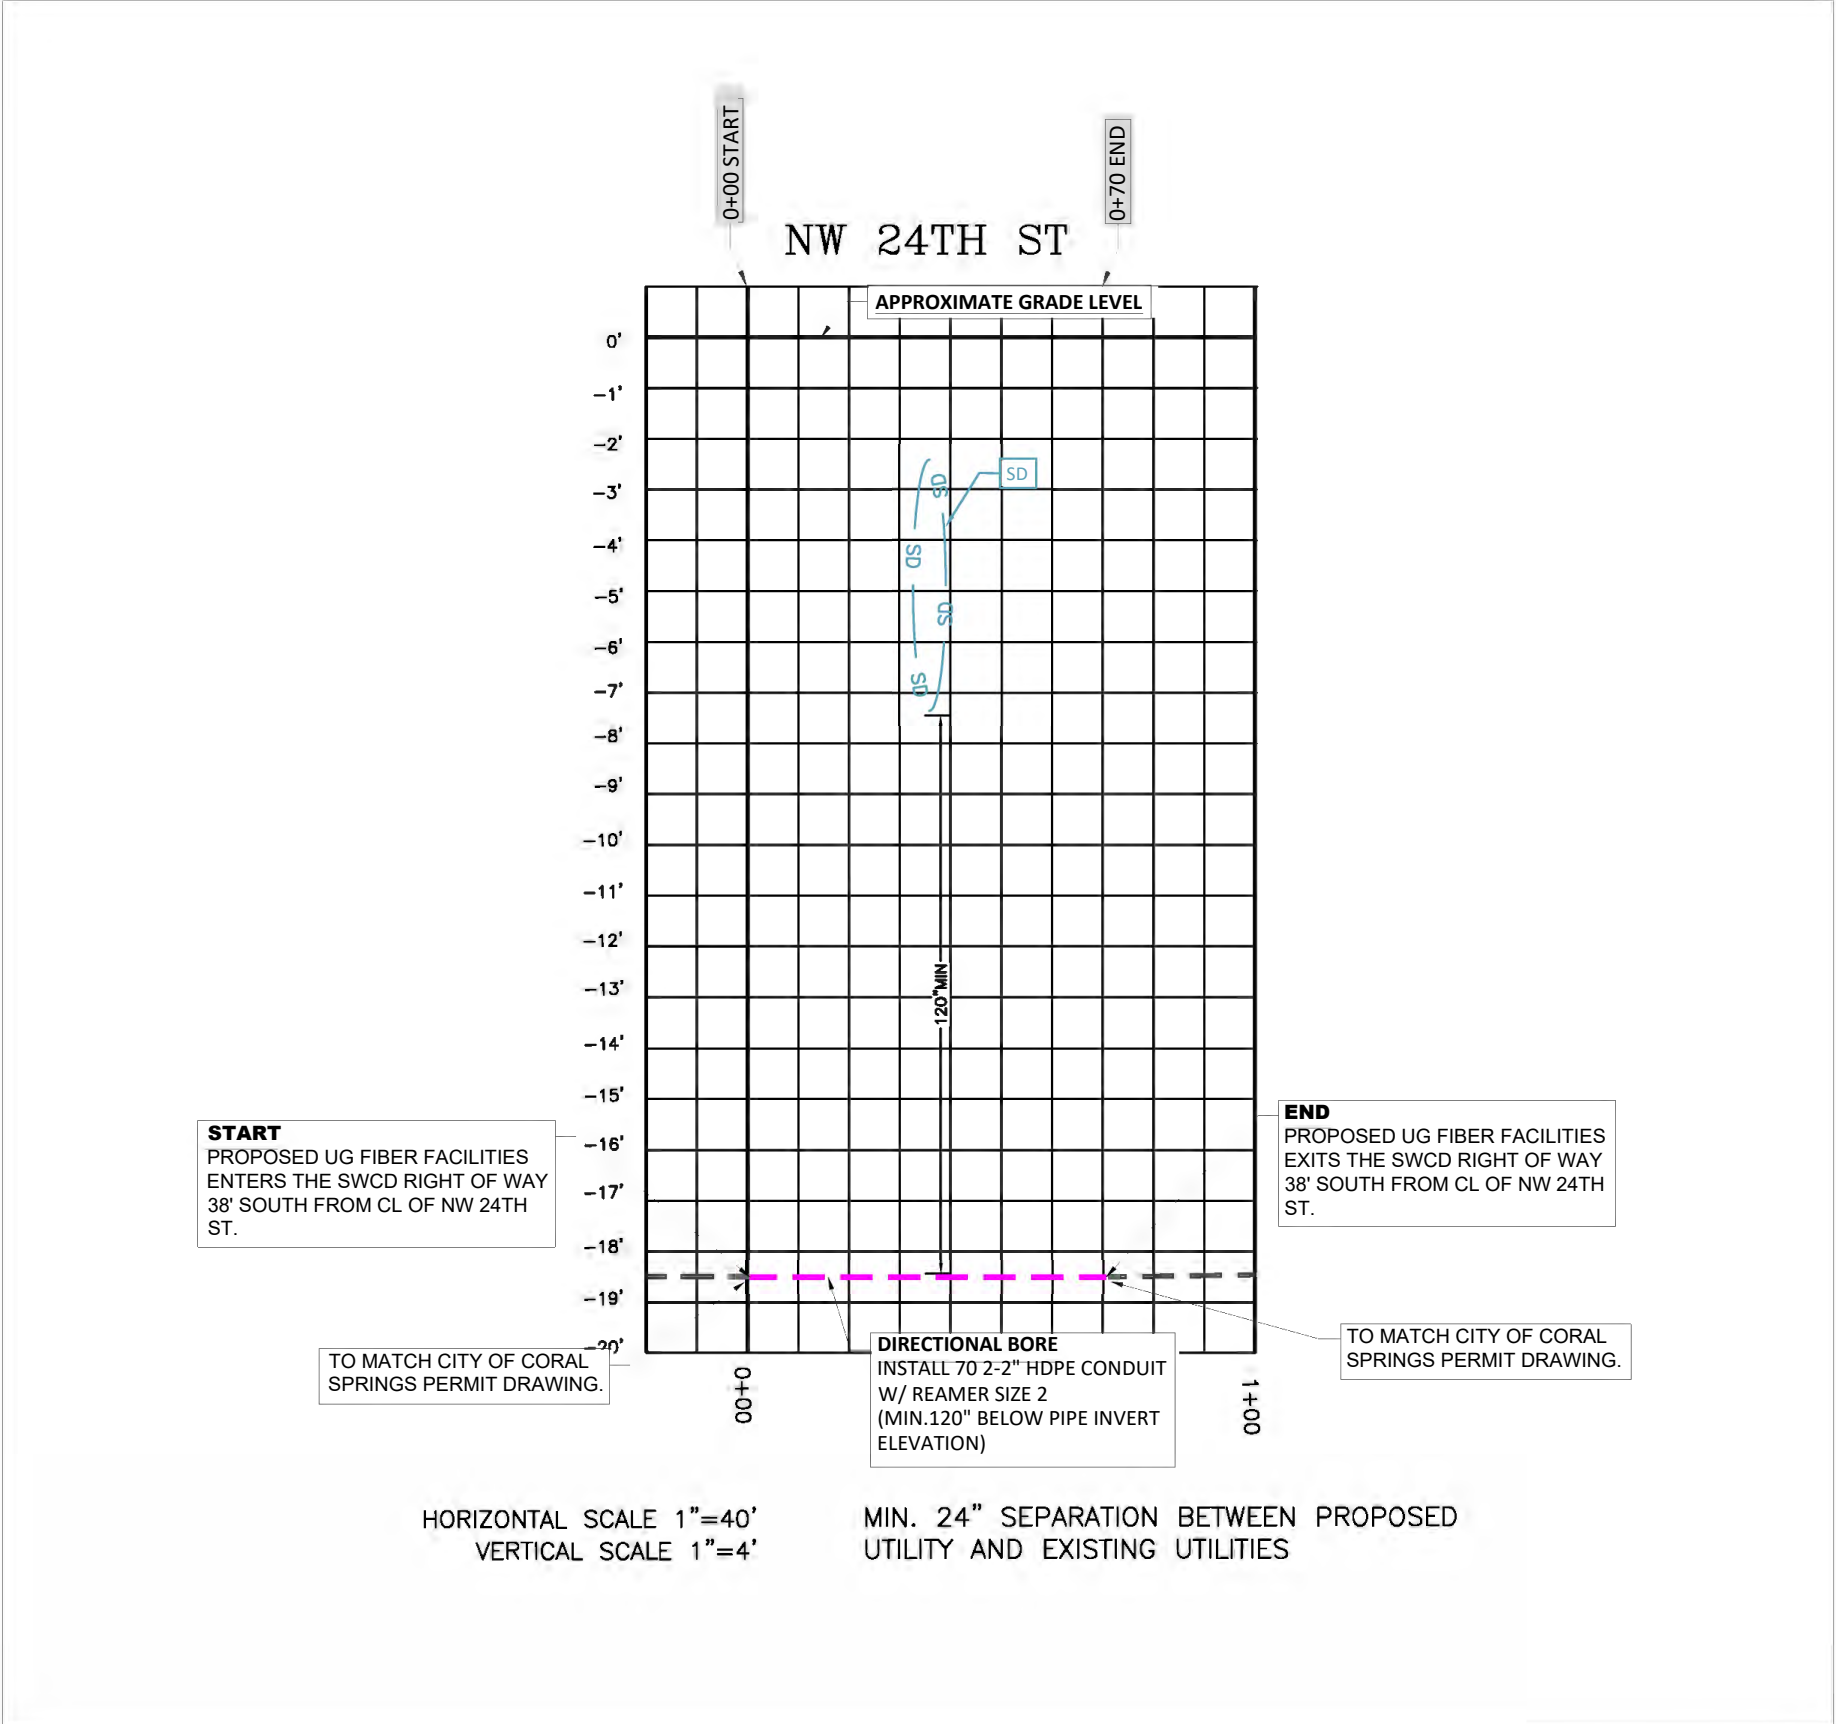 0+00 START
0+70 END
NW 24TH ST
APPROXIMATE GRADE LEVEL
0'
-1'
-2'
-3'
-4'
-5'
-6'
-7'
-8'
-9'
-10'
-11'
-12'
-13'
-14'
-15'
-16'
-17'
-18'
-19'
-20'
SD
SD
SD
SD
SD
120"MIN
START
PROPOSED UG FIBER FACILITIES
ENTERS THE SWCD RIGHT OF WAY
38' SOUTH FROM CL OF NW 24TH
ST.
END
PROPOSED UG FIBER FACILITIES
EXITS THE SWCD RIGHT OF WAY
38' SOUTH FROM CL OF NW 24TH
ST.
TO MATCH CITY OF CORAL
SPRINGS PERMIT DRAWING.
DIRECTIONAL BORE
INSTALL 70 2-2" HDPE CONDUIT
W/ REAMER SIZE 2
(MIN.120" BELOW PIPE INVERT
ELEVATION)
TO MATCH CITY OF CORAL
SPRINGS PERMIT DRAWING.
0+00
1+00
HORIZONTAL SCALE 1"=40'
VERTICAL SCALE 1"=4'
MIN. 24" SEPARATION BETWEEN PROPOSED
UTILITY AND EXISTING UTILITIES